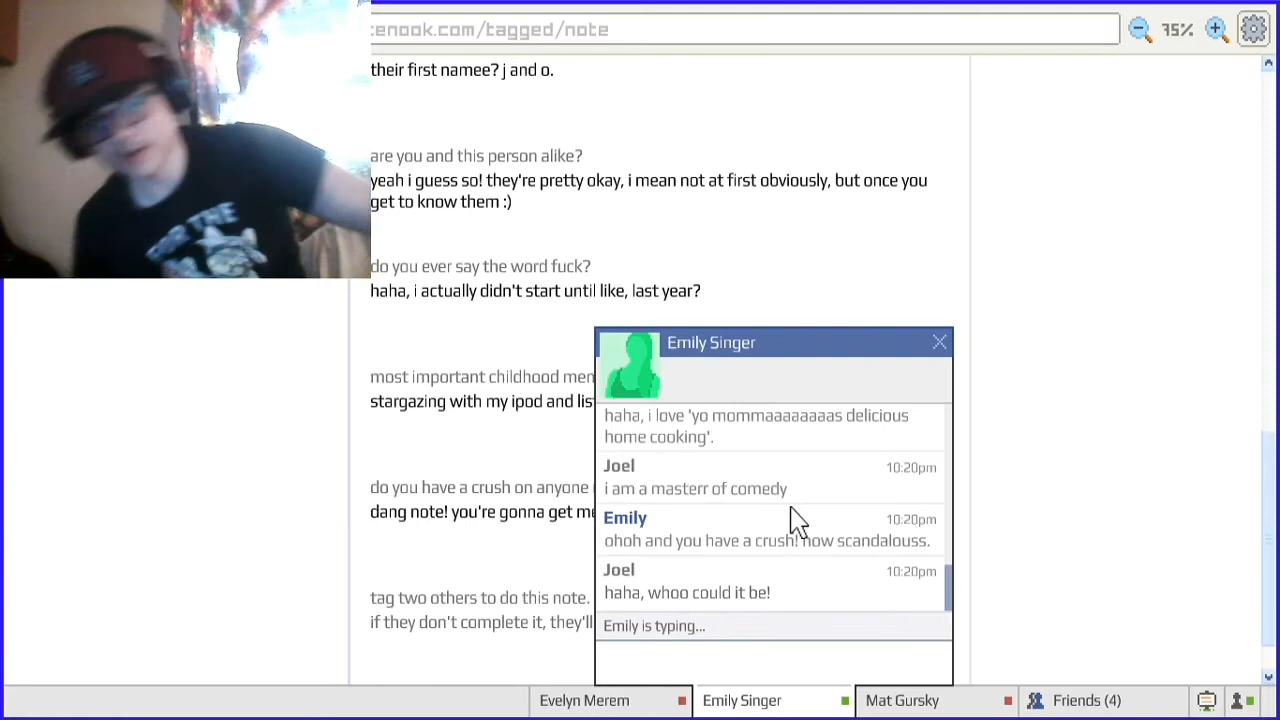 enook.com/tagged/note
75%
their first namee? j and o.
are you and this person alike?
yeah i guess so! they're pretty okay, i mean not at first obviously, but once you
get to know them :)
do you ever say the word fuck?
haha, i actually didn't start until like, last year?
most important childhood mem
stargazing with my ipod and lis
do you have a crush on anyone
dang note! you're gonna get me
tag two others to do this note.
if they don't complete it, they'll
Emily Singer
haha, i love 'yo mommaaaaaaaas delicious
home cooking'.
Joel 10:20pm
i am a masterr of comedy
Emily 10:20pm
ohoh and you have a crush! how scandalouss.
Joel 10:20pm
haha, whoo could it be!
Emily is typing...
Evelyn Merem
Emily Singer
Mat Gursky
Friends (4)
FOR THE